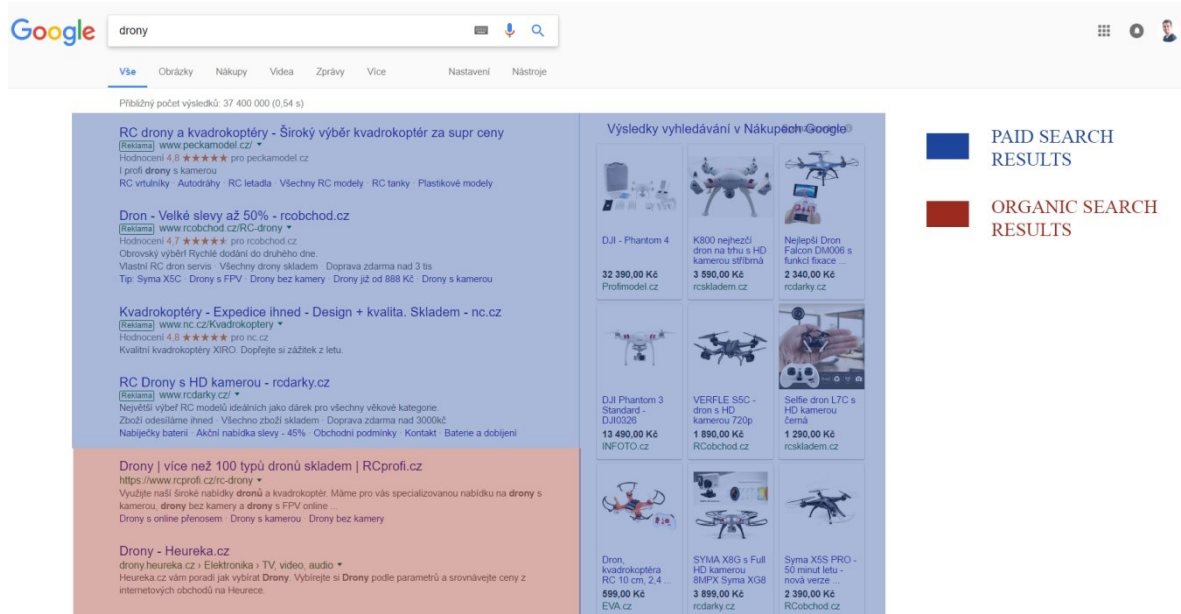 Google
drony
Vše Obrázky Nákupy Videa Zprávy Více Nastavení Nástroje
Přibližný počet výsledků: 37 400 000 (0,54 s)
RC drony a kvadrokoptéry - Široký výběr kvadrokoptér za supr ceny
Reklama www.peckamodel.cz/
Hodnocení 4,8 ★★★★★ pro peckamodel.cz
I profi drony s kamerou
RC vrtulníky · Autodráhy · RC letadla · Všechny RC modely · RC tanky · Plastikové modely
Dron - Velké slevy až 50% - rcobchod.cz
Reklama www.rcobchod.cz/RC-drony
Hodnocení 4,7 ★★★★★ pro rcobchod.cz
Obrovský výběr! Rychlé dodání do druhého dne.
Vlastní RC dron servis · Všechny drony skladem · Doprava zdarma nad 3 tis
Tip: Syma X5C · Drony s FPV · Drony bez kamery · Drony již od 888 Kč · Drony s kamerou
Kvadrokoptéry - Expedice ihned - Design + kvalita. Skladem - nc.cz
Reklama www.nc.cz/Kvadrokoptery
Hodnocení 4,8 ★★★★★ pro nc.cz
Kvalitní kvadrokoptéry XIRO. Dopřejte si zážitek z letu.
RC Drony s HD kamerou - rcdarky.cz
Reklama www.rcdarky.cz/
Největší výběr RC modelů ideálních jako dárek pro všechny věkové kategorie.
Zboží odesíláme ihned · Všechno zboží skladem · Doprava zdarma nad 3000kč
Nabíječky baterií · Akční nabídka slevy - 45% · Obchodní podmínky · Kontakt · Baterie a dobíjení
Drony | více než 100 typů dronů skladem | RCprofi.cz
https://www.rcprofi.cz/rc-drony
Využijte naší široké nabídky dronů a kvadrokoptér. Máme pro vás specializovanou nabídku na drony s
kamerou, drony bez kamery a drony s FPV online ...
Drony s online přenosem · Drony s kamerou · Drony bez kamery
Drony - Heureka.cz
drony.heureka.cz › Elektronika › TV, video, audio
Heureka.cz vám poradí jak vybírat Drony. Vybírejte si Drony podle parametrů a srovnávejte ceny z
internetových obchodů na Heurece.
Výsledky vyhledávání v Nákupech Google
DJI - Phantom 4
32 390,00 Kč
Profimodel.cz
K800 nejhezčí
dron na trhu s HD
kamerou stříbrná
3 590,00 Kč
rcskladem.cz
Nejlepší Dron
Falcon DM006 s
funkcí fixace ...
2 340,00 Kč
rcdarky.cz
DJI Phantom 3
Standard -
DJI0326
13 490,00 Kč
INFOTO.cz
VERFLE S5C -
dron s HD
kamerou 720p
1 890,00 Kč
RCobchod.cz
Selfie dron L7C s
HD kamerou
černá
1 290,00 Kč
rcskladem.cz
Dron,
kvadrokoptéra
RC 10 cm, 2,4 ...
599,00 Kč
EVA.cz
SYMA X8G s Full
HD kamerou
8MPX Syma XG8
3 899,00 Kč
rcdarky.cz
Syma X5S PRO -
50 minut letu -
nová verze ...
2 390,00 Kč
RCobchod.cz
PAID SEARCH
RESULTS
ORGANIC SEARCH
RESULTS